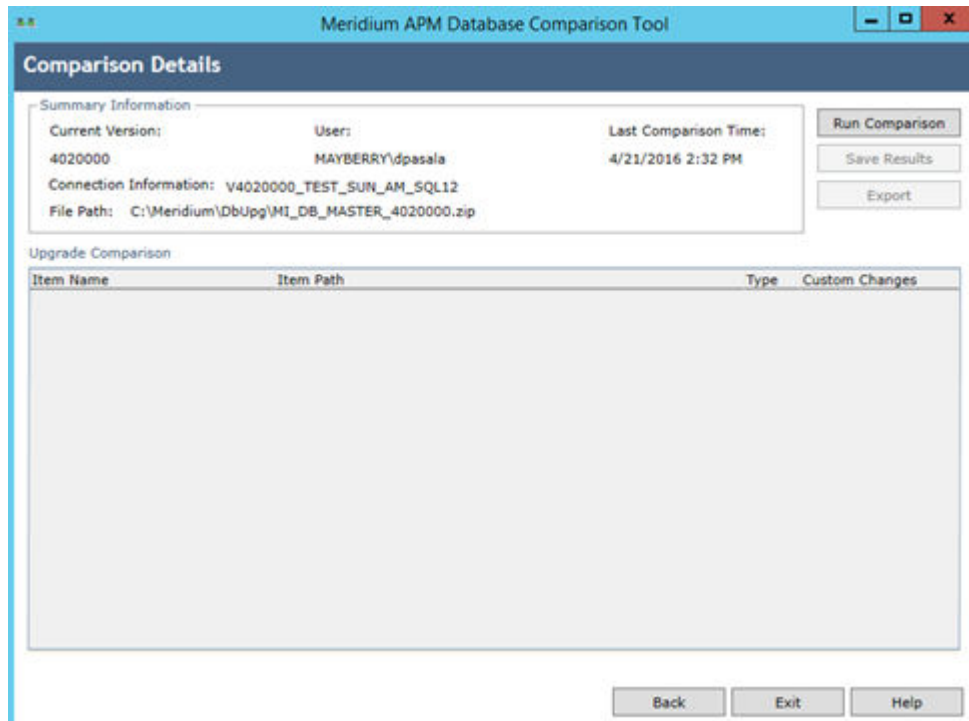 Meridium APM Database Comparison Tool
Comparison Details
Summary Information
Current Version: User: Last Comparison Time:
4020000 MAYBERRY\dpasala 4/21/2016 2:32 PM
Connection Information: V4020000_TEST_SUN_AM_SQL12
File Path: C:\Meridium\DbUpg\MI_DB_MASTER_4020000.zip
Run Comparison
Save Results
Export
Upgrade Comparison
Item Name Item Path Type Custom Changes
Back Exit Help